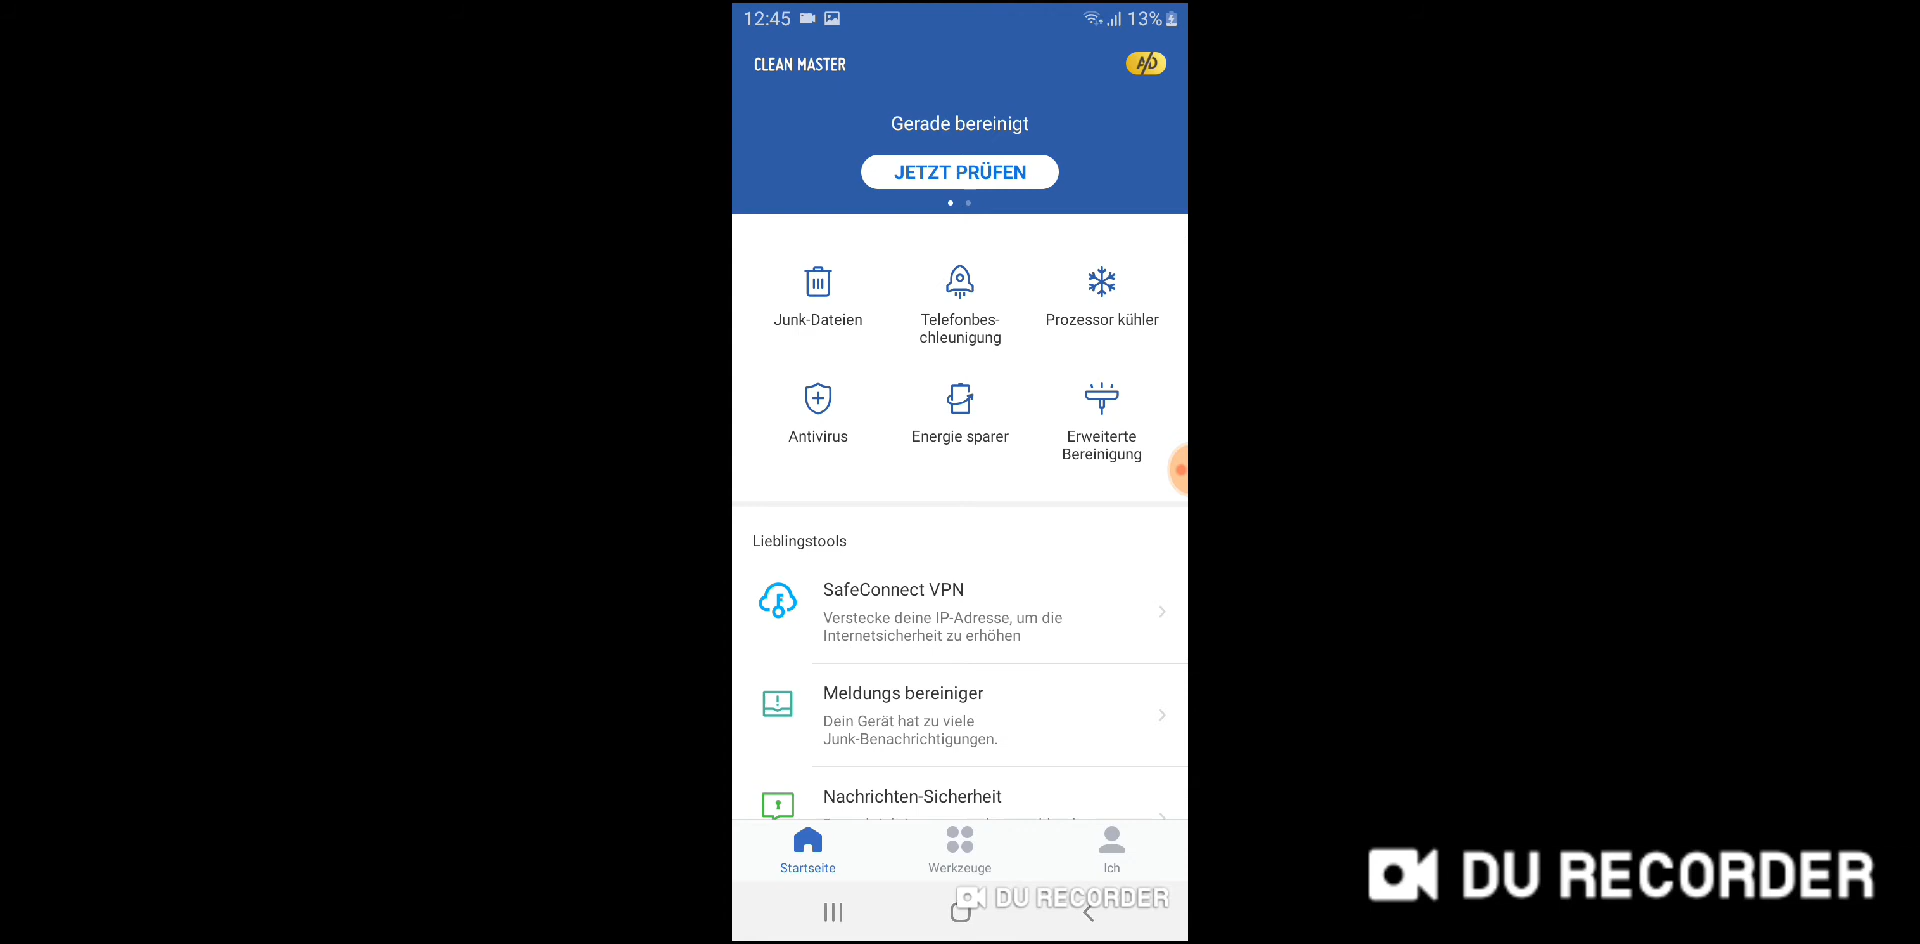 12:45
13%
CLEAN MASTER
AD
Gerade bereinigt
JETZT PRÜFEN
Junk-Dateien
Telefonbes-
chleunigung
Prozessor kühler
Antivirus
Energie sparer
Erweiterte
Bereinigung
Lieblingstools
SafeConnect VPN
Verstecke deine IP-Adresse, um die
Internetsicherheit zu erhöhen
Meldungs bereiniger
Dein Gerät hat zu viele
Junk-Benachrichtigungen.
Nachrichten-Sicherheit
Startseite
Werkzeuge
Ich
DU RECORDER
DU RECORDER